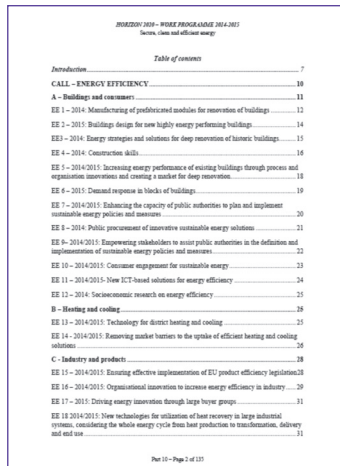 HORIZON 2020 – WORK PROGRAMME 2014-2015
Secure, clean and efficient energy
Table of contents
Introduction 7
CALL – ENERGY EFFICIENCY 10
A – Buildings and consumers 11
EE 1 – 2014: Manufacturing of prefabricated modules for renovation of buildings 12
EE 2 – 2015: Buildings design for new highly energy performing buildings 14
EE3 – 2014: Energy strategies and solutions for deep renovation of historic buildings 15
EE 4 – 2014: Construction skills 16
EE 5 – 2014/2015: Increasing energy performance of existing buildings through process and
organisation innovations and creating a market for deep renovation 18
EE 6 – 2015: Demand response in blocks of buildings 19
EE 7 – 2014/2015: Enhancing the capacity of public authorities to plan and implement
sustainable energy policies and measures 20
EE 8 – 2014: Public procurement of innovative sustainable energy solutions 21
EE 9– 2014/2015: Empowering stakeholders to assist public authorities in the definition and
implementation of sustainable energy policies and measures 22
EE 10 – 2014/2015: Consumer engagement for sustainable energy 23
EE 11 – 2014/2015- New ICT-based solutions for energy efficiency 24
EE 12 – 2014: Socioeconomic research on energy efficiency 25
B – Heating and cooling 26
EE 13 – 2014/2015: Technology for district heating and cooling 25
EE 14 - 2014/2015: Removing market barriers to the uptake of efficient heating and cooling
solutions 26
C - Industry and products 28
EE 15 – 2014/2015: Ensuring effective implementation of EU product efficiency legislation28
EE 16 – 2014/2015: Organisational innovation to increase energy efficiency in industry 29
EE 17 – 2015: Driving energy innovation through large buyer groups 31
EE 18 2014/2015: New technologies for utilization of heat recovery in large industrial
systems, considering the whole energy cycle from heat production to transformation, delivery
and end use 31
Part 10 – Page 2 of 135